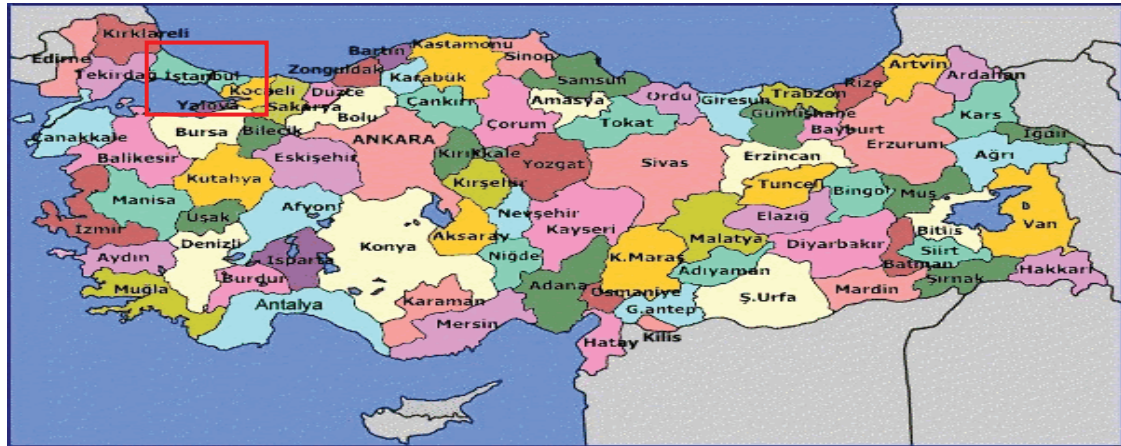 Kırklareli
Edirne
Tekirdağ
İstanbul
Kocaeli
Yalova
Sakarya
Düzce
Zonguldak
Bartın
Kastamonu
Karabük
Sinop
Samsun
Çankırı
Bolu
Çanakkale
Bursa
Bilecik
ANKARA
Çorum
Amasya
Tokat
Ordu
Giresun
Trabzon
Rize
Artvin
Ardahan
Gümüşhane
Bayburt
Kars
Iğdır
Erzurum
Ağrı
Balikesir
Eskişehir
Kırıkkale
Yozgat
Sivas
Erzincan
Kutahya
Kırşehir
Tunceli
Bingol
Muş
Manisa
Uşak
Afyon
Nevşehir
Kayseri
Malatya
Elazığ
Bitlis
Van
İzmir
Denizli
Isparta
Konya
Aksaray
Niğde
K.Maraş
Adıyaman
Diyarbakır
Batman
Siirt
Şırnak
Hakkari
Aydın
Muğla
Burdur
Antalya
Karaman
Mersin
Adana
Osmaniye
G.antep
Ş.Urfa
Mardin
Hatay
Kilis